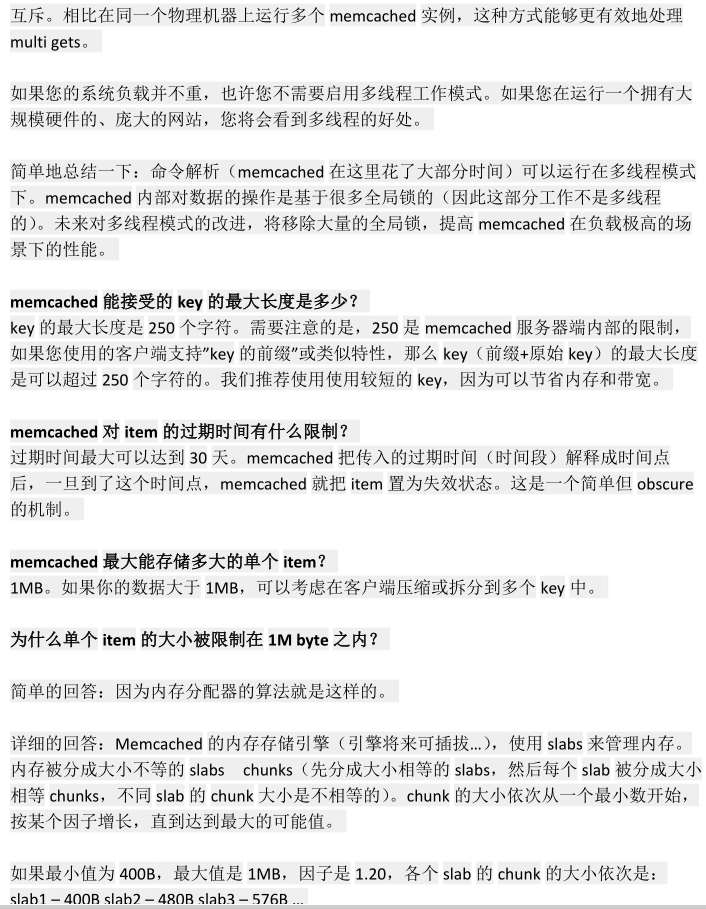 互斥。相比在同一个物理机器上运行多个 memcached 实例，这种方式能够更有效地处理
multi gets。
如果您的系统负载并不重，也许您不需要启用多线程工作模式。如果您在运行一个拥有大
规模硬件的、庞大的网站，您将会看到多线程的好处。
简单地总结一下：命令解析（memcached 在这里花了大部分时间）可以运行在多线程模式
下。memcached 内部对数据的操作是基于很多全局锁的（因此这部分工作不是多线程
的）。未来对多线程模式的改进，将移除大量的全局锁，提高 memcached 在负载极高的场
景下的性能。
memcached 能接受的 key 的最大长度是多少？
key 的最大长度是 250 个字符。需要注意的是，250 是 memcached 服务器端内部的限制，
如果您使用的客户端支持”key 的前缀”或类似特性，那么 key（前缀+原始 key）的最大长度
是可以超过 250 个字符的。我们推荐使用使用较短的 key，因为可以节省内存和带宽。
memcached 对 item 的过期时间有什么限制？
过期时间最大可以达到 30 天。memcached 把传入的过期时间（时间段）解释成时间点
后，一旦到了这个时间点，memcached 就把 item 置为失效状态。这是一个简单但 obscure
的机制。
memcached 最大能存储多大的单个 item？
1MB。如果你的数据大于 1MB，可以考虑在客户端压缩或拆分到多个 key 中。
为什么单个 item 的大小被限制在 1M byte 之内？
简单的回答：因为内存分配器的算法就是这样的。
详细的回答：Memcached 的内存存储引擎（引擎将来可插拔...），使用 slabs 来管理内存。
内存被分成大小不等的 slabs chunks（先分成大小相等的 slabs，然后每个 slab 被分成大小
相等 chunks，不同 slab 的 chunk 大小是不相等的）。chunk 的大小依次从一个最小数开始，
按某个因子增长，直到达到最大的可能值。
如果最小值为 400B，最大值是 1MB，因子是 1.20，各个 slab 的 chunk 的大小依次是：
slab1 – 400B slab2 – 480B slab3 – 576B ...